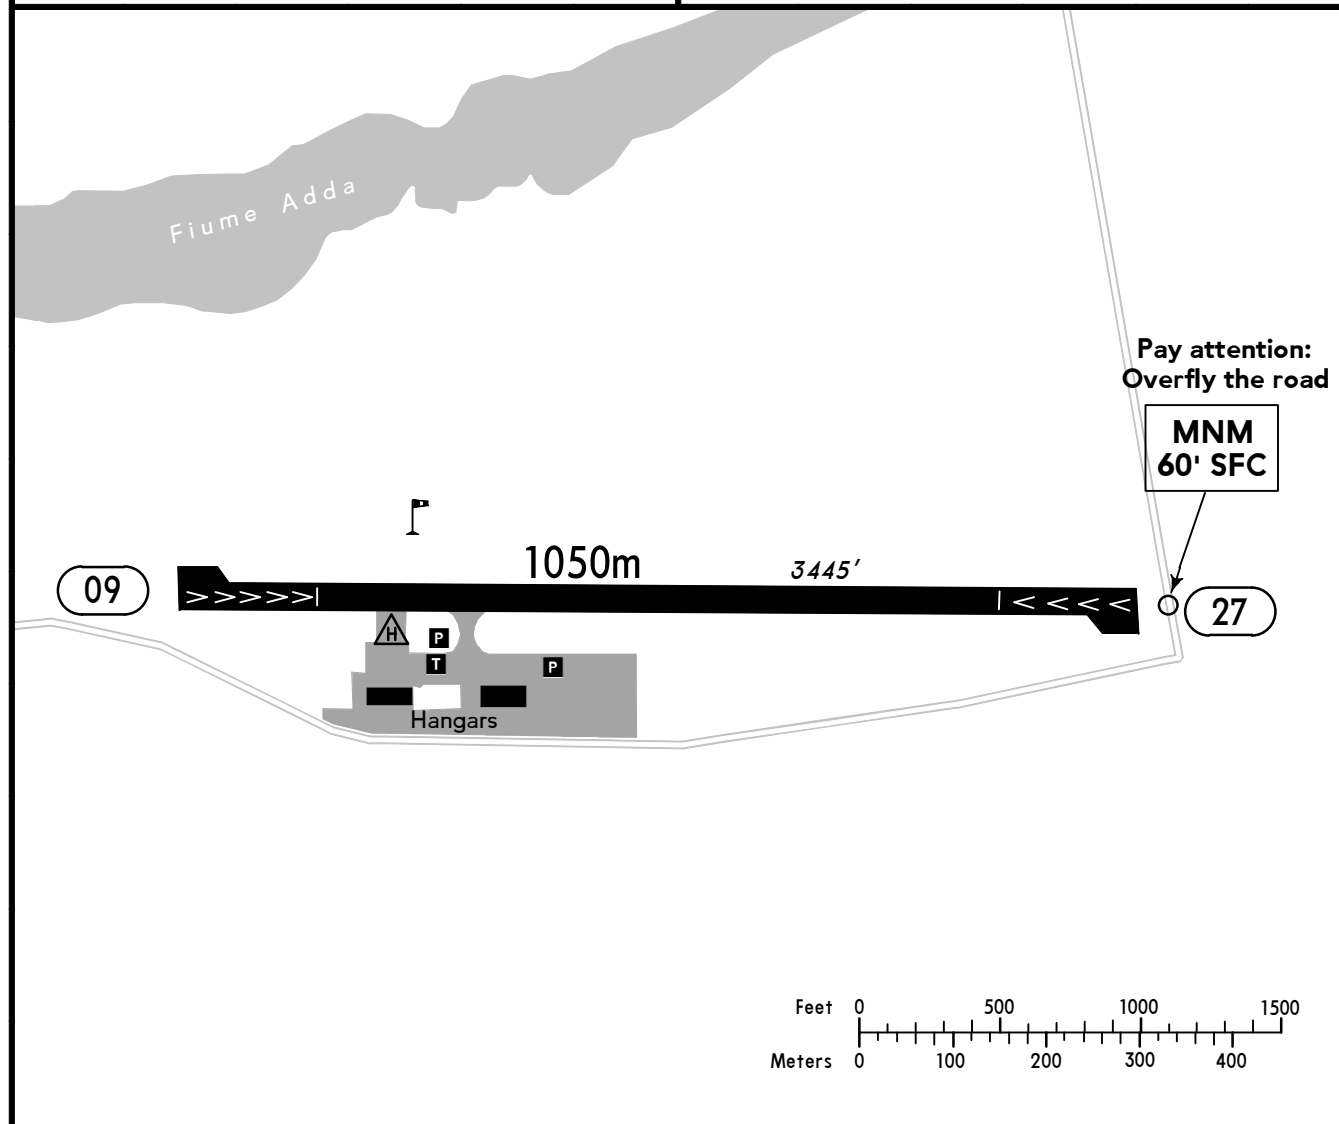 Fiume Adda
Pay attention:
Overfly the road
MNM
60' SFC
1050m
3445'
09
27
H
P
T
P
Hangars
Feet 0 500 1000 1500
Meters 0 100 200 300 400